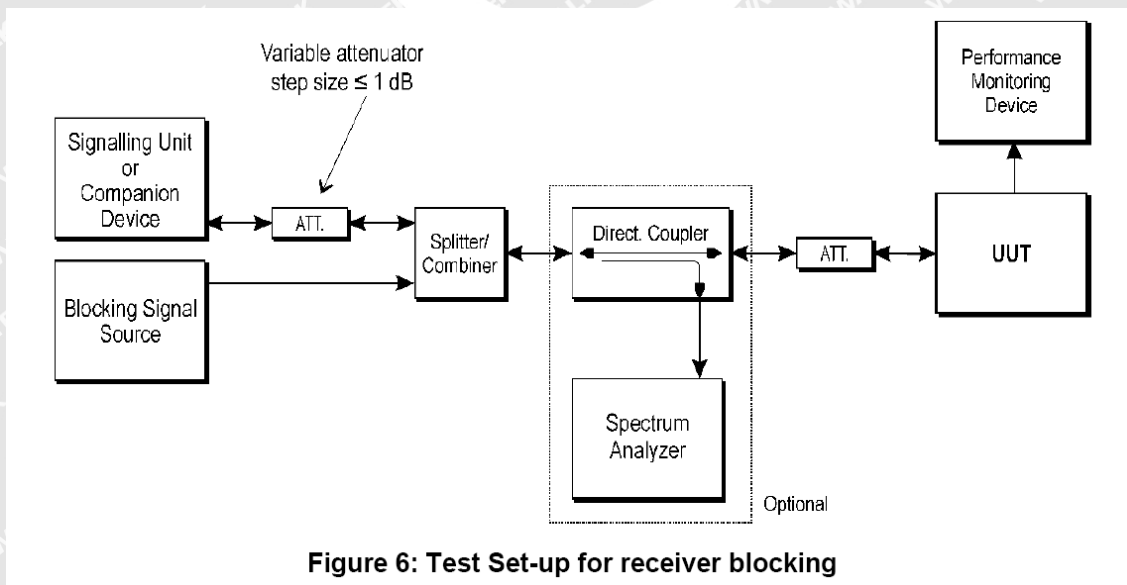 Variable attenuator
step size ≤ 1 dB
Performance
Monitoring
Device
Signalling Unit
or
Companion
Device
ATT.
Splitter/
Combiner
Direct. Coupler
ATT.
UUT
Blocking Signal
Source
Spectrum
Analyzer
Optional
Figure 6: Test Set-up for receiver blocking